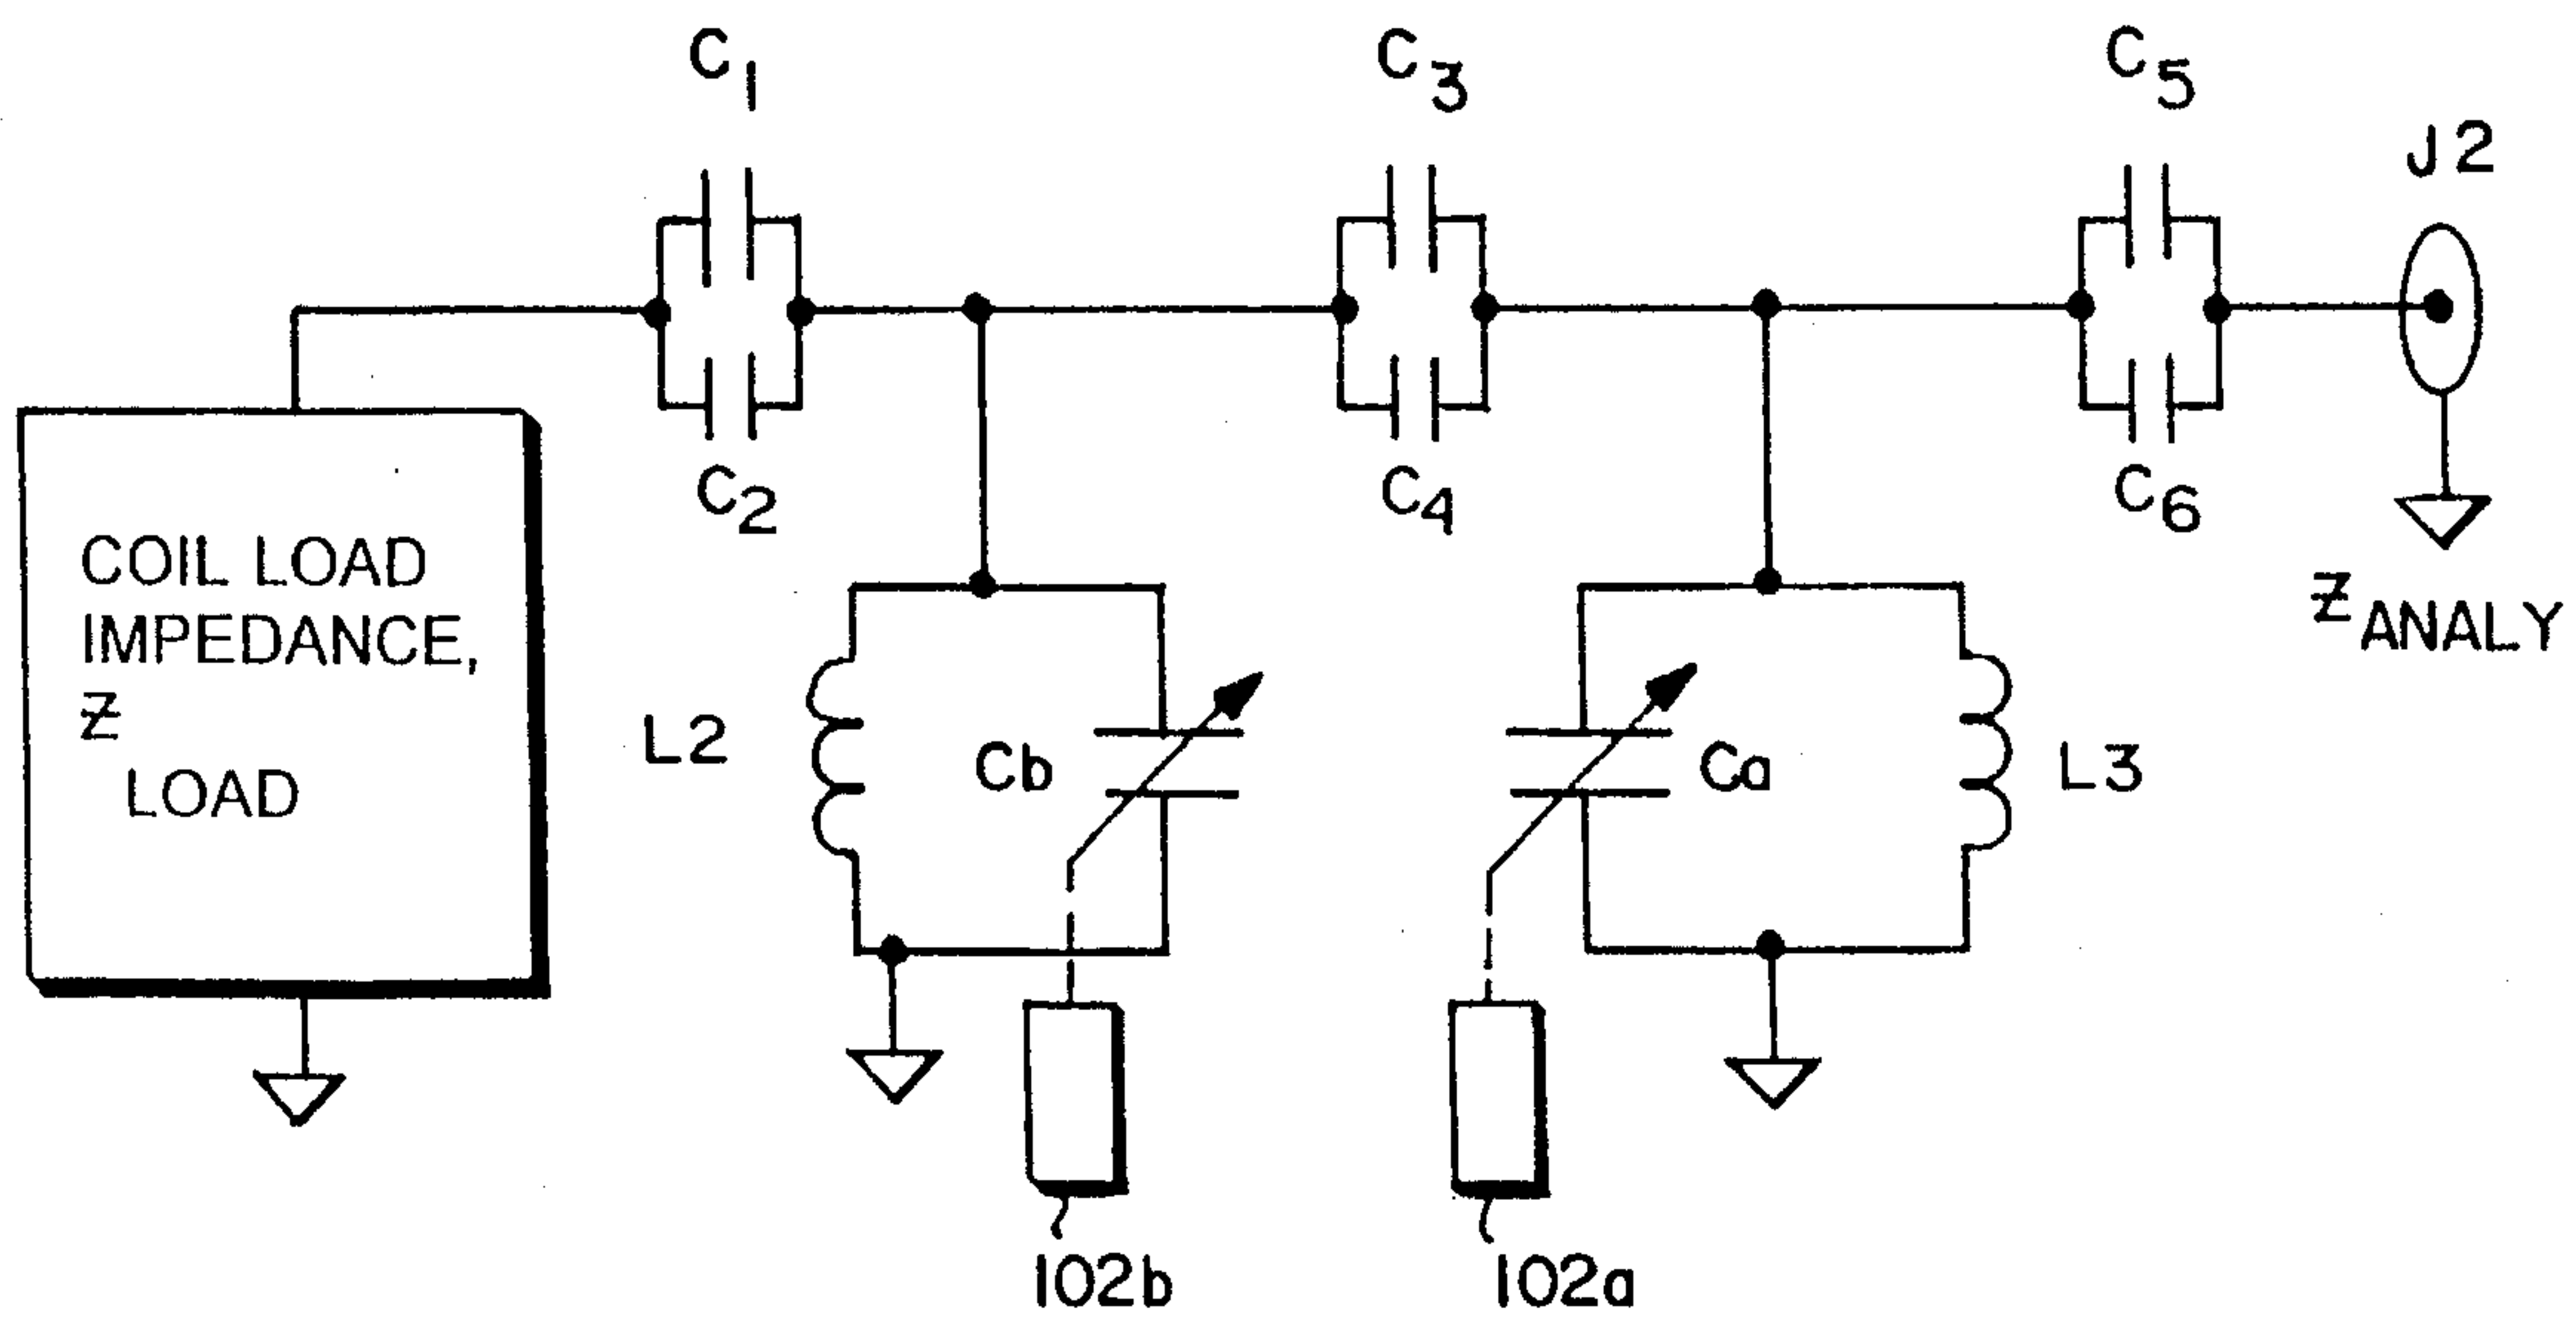 C1
C3
C5
J2
C2
C4
C6
COIL LOAD
IMPEDANCE,
Z
LOAD
ZANALY
L2
Cb
Ca
L3
102b
102a